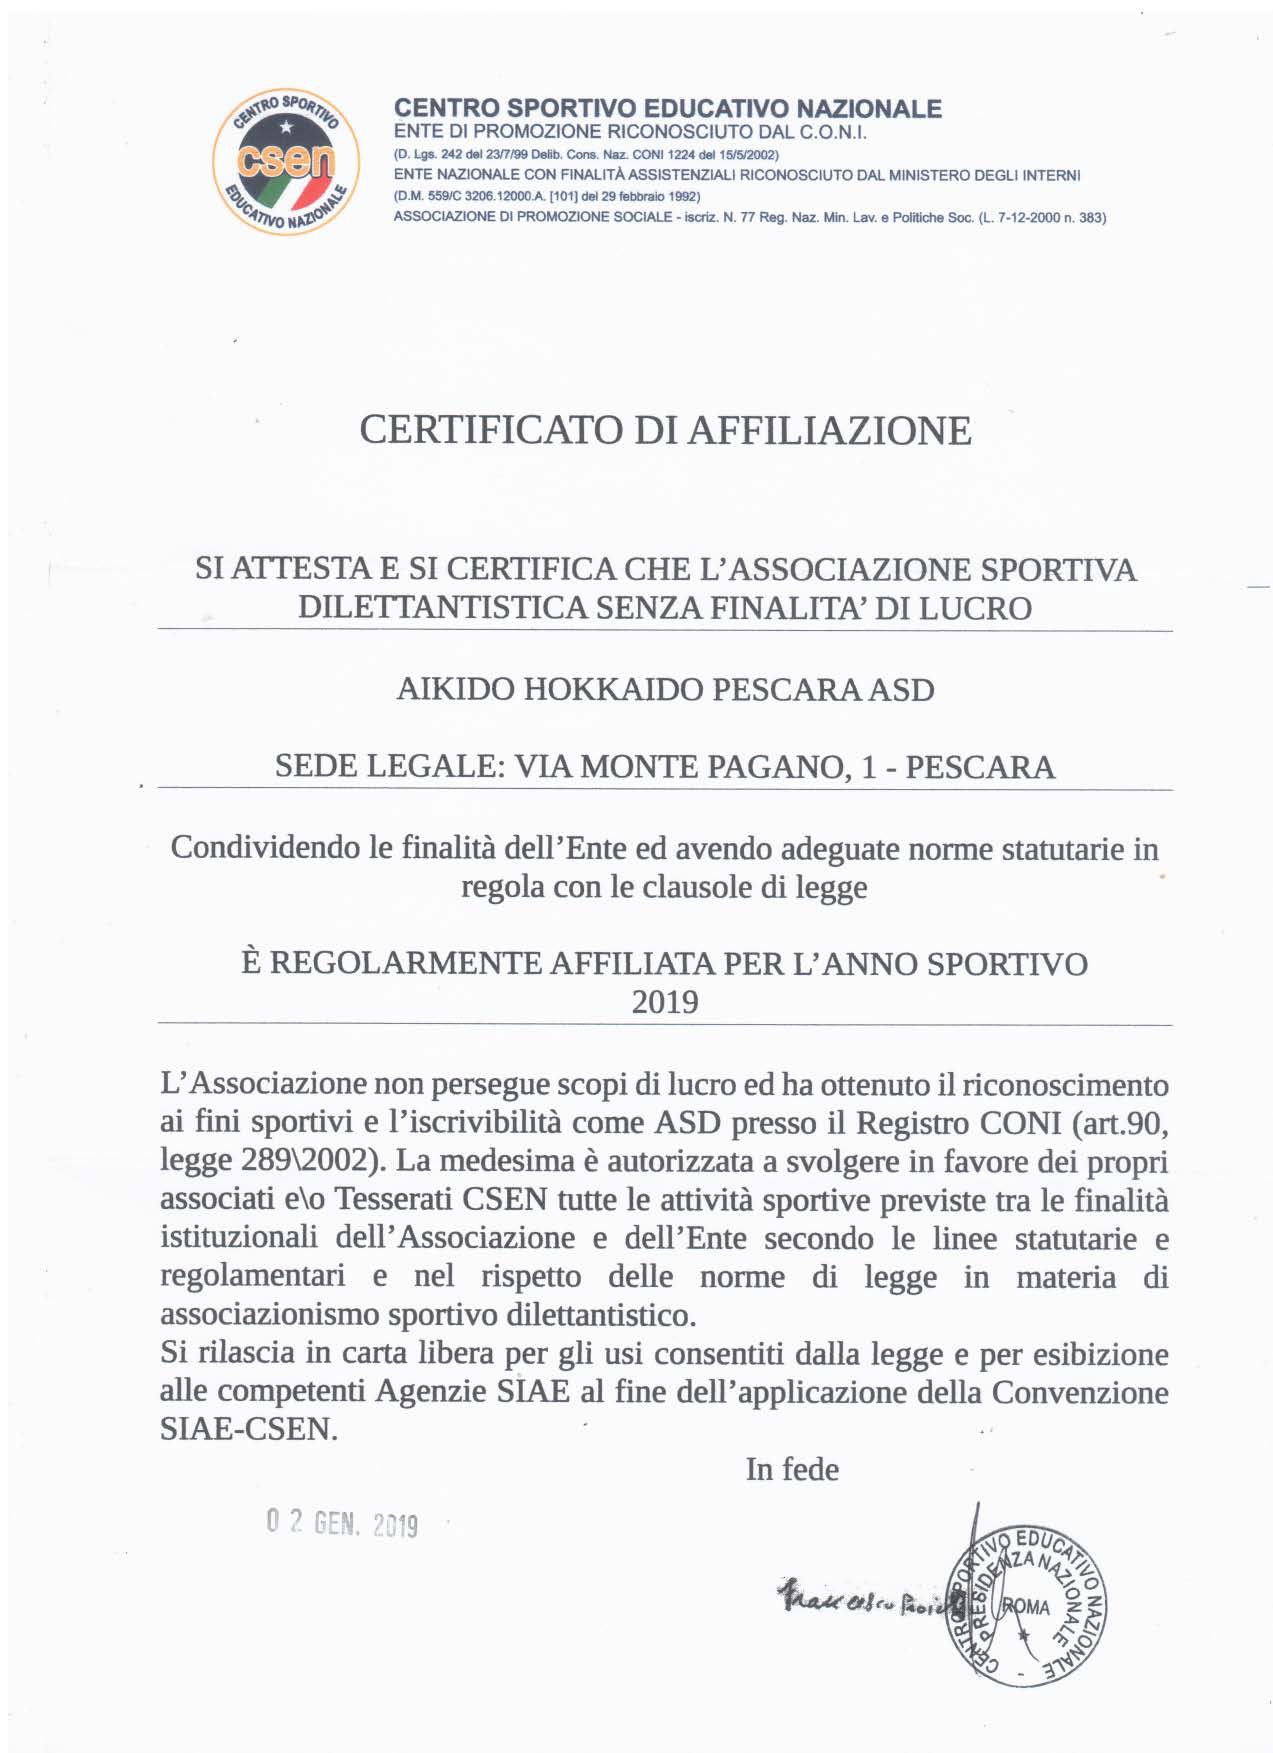 CENTRO SPORTIVO
csen
EDUCATIVO NAZIONALE
CENTRO SPORTIVO EDUCATIVO NAZIONALE
ENTE DI PROMOZIONE RICONOSCIUTO DAL C.O.N.I.
(D. Lgs. 242 del 23/7/99 Delib. Cons. Naz. CONI 1224 del 15/5/2002)
ENTE NAZIONALE CON FINALITÀ ASSISTENZIALI RICONOSCIUTO DAL MINISTERO DEGLI INTERNI
(D.M. 559/C 3206.12000.A. [101] del 29 febbraio 1992)
ASSOCIAZIONE DI PROMOZIONE SOCIALE - iscriz. N. 77 Reg. Naz. Min. Lav. e Politiche Soc. (L. 7-12-2000 n. 383)
CERTIFICATO DI AFFILIAZIONE
SI ATTESTA E SI CERTIFICA CHE L'ASSOCIAZIONE SPORTIVA
DILETTANTISTICA SENZA FINALITA' DI LUCRO
AIKIDO HOKKAIDO PESCARA ASD
SEDE LEGALE: VIA MONTE PAGANO, 1 - PESCARA
Condividendo le finalità dell'Ente ed avendo adeguate norme statutarie in
regola con le clausole di legge
È REGOLARMENTE AFFILIATA PER L'ANNO SPORTIVO
2019
L'Associazione non persegue scopi di lucro ed ha ottenuto il riconoscimento
ai fini sportivi e l'iscrivibilità come ASD presso il Registro CONI (art.90,
legge 289\2002). La medesima è autorizzata a svolgere in favore dei propri
associati e\o Tesserati CSEN tutte le attività sportive previste tra le finalità
istituzionali dell'Associazione e dell'Ente secondo le linee statutarie e
regolamentari e nel rispetto delle norme di legge in materia di
associazionismo sportivo dilettantistico.
Si rilascia in carta libera per gli usi consentiti dalla legge e per esibizione
alle competenti Agenzie SIAE al fine dell'applicazione della Convenzione
SIAE-CSEN.
In fede
02 GEN. 2019
Francesco
CENTRO SPORTIVO EDUCATIVO NAZIONALE -
PRESIDENZA NAZIONALE
ROMA